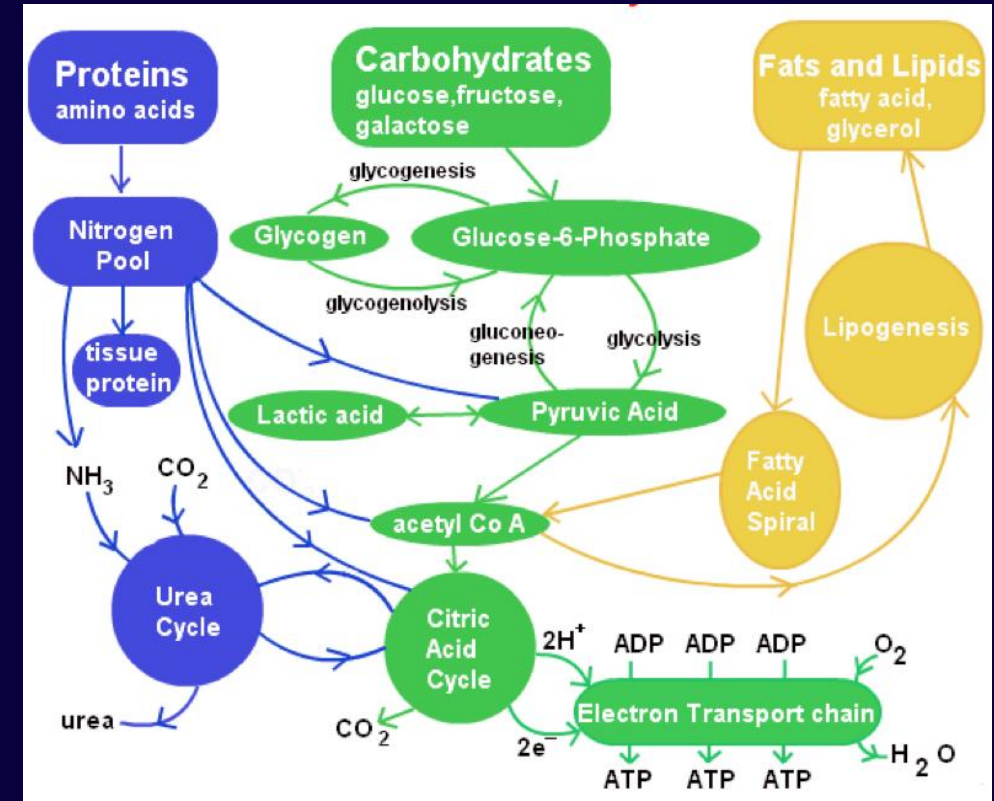 Proteins
amino acids
Carbohydrates
glucose,fructose,
galactose
Fats and Lipids
fatty acid,
glycerol
glycogenesis
Nitrogen
Pool
Glycogen
Glucose-6-Phosphate
glycogenolysis
gluconeo-
genesis
glycolysis
Lipogenesis
tissue
protein
Lactic acid
Pyruvic Acid
NH3
CO2
Fatty
Acid
Spiral
acetyl Co A
Urea
Cycle
Citric
Acid
Cycle
2H+
ADP ADP ADP
O2
urea
CO2
2e–
Electron Transport chain
H2O
ATP ATP ATP